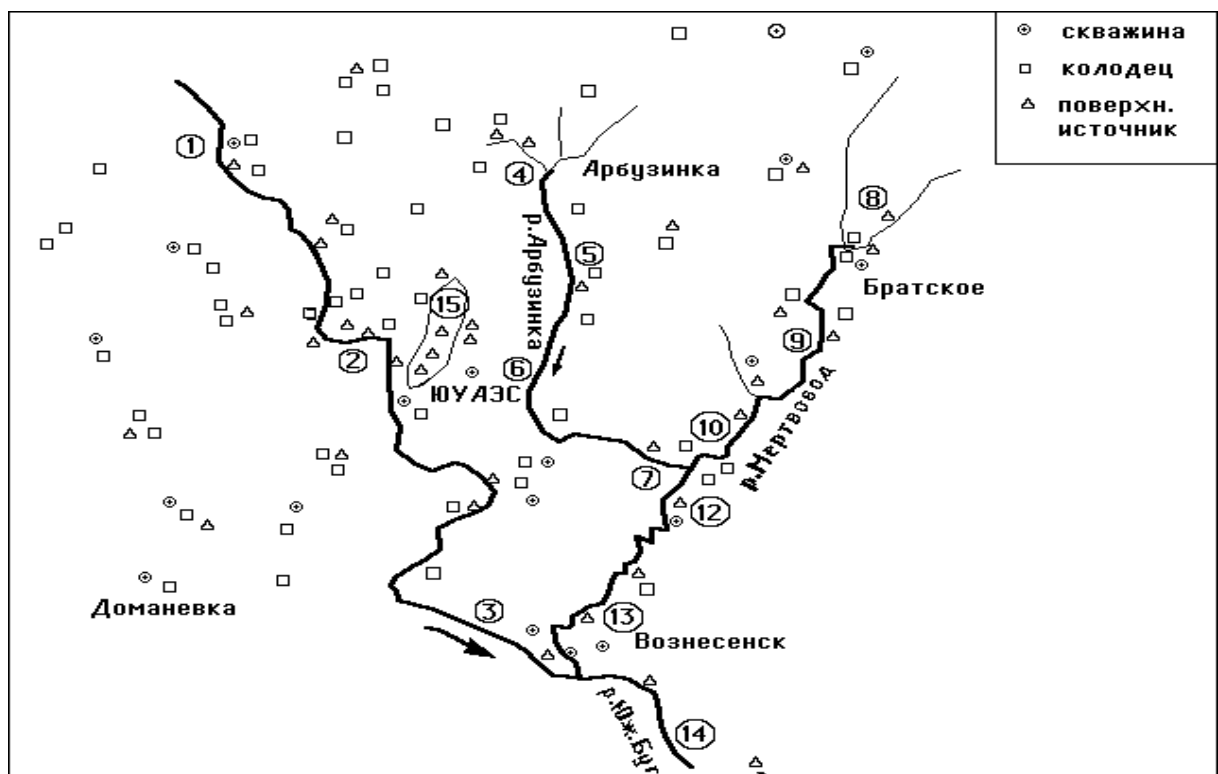 скважина
колодец
поверхн.
источник
1
4
Арбузинка
8
р.Арбузинка
5
Братское
15
9
2
6
ЮУАЭС
10
р.Мертвовод
7
12
Доманевка
3
13
Вознесенск
р.Юж.Буг
14